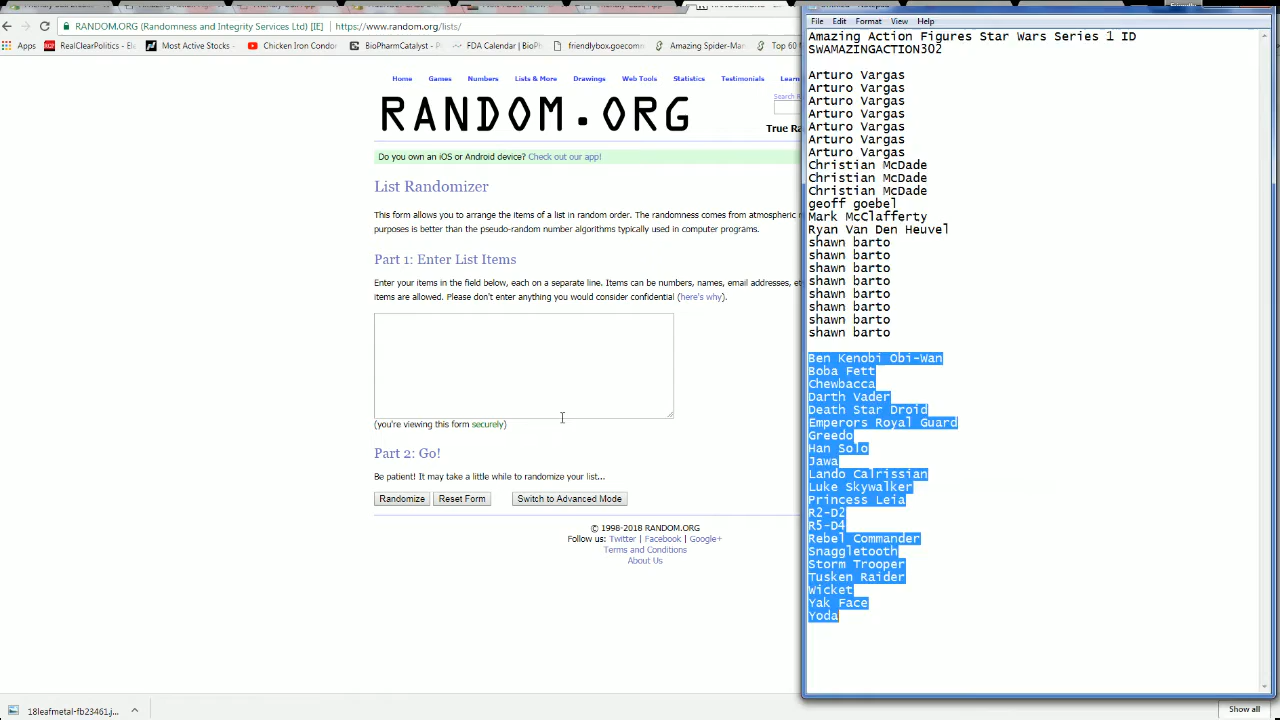 RANDOM.ORG (Randomness and Integrity Services Ltd) [IE] | https://www.random.org/lists/
Apps RealClearPolitics - Ele Most Active Stocks Chicken Iron Condor BioPharmCatalyst - FDA Calendar | BioPh friendlybox.gocomm Amazing Spider-Mar Top 60
Home Games Numbers Lists & More Drawings Web Tools Statistics Testimonials Learn
Search R
RANDOM.ORG
True Ra
Do you own an iOS or Android device? Check out our app!
List Randomizer
This form allows you to arrange the items of a list in random order. The randomness comes from atmospheric
purposes is better than the pseudo-random number algorithms typically used in computer programs.
Part 1: Enter List Items
Enter your items in the field below, each on a separate line. Items can be numbers, names, email addresses, et
items are allowed. Please don't enter anything you would consider confidential (here's why).
(you're viewing this form securely)
Part 2: Go!
Be patient! It may take a little while to randomize your list...
Randomize Reset Form Switch to Advanced Mode
© 1998-2018 RANDOM.ORG
Follow us: Twitter | Facebook | Google+
Terms and Conditions
About Us
18leafmetal-fb23461.j...
File Edit Format View Help
Amazing Action Figures Star Wars Series 1 ID
SWAMAZINGACTION302
Arturo Vargas
Arturo Vargas
Arturo Vargas
Arturo Vargas
Arturo Vargas
Arturo Vargas
Arturo Vargas
Christian McDade
Christian McDade
Christian McDade
geoff goebel
Mark McClafferty
Ryan Van Den Heuvel
shawn barto
shawn barto
shawn barto
shawn barto
shawn barto
shawn barto
shawn barto
shawn barto
Ben Kenobi Obi-Wan
Boba Fett
Chewbacca
Darth Vader
Death Star Droid
Emperors Royal Guard
Greedo
Han Solo
Jawa
Lando Calrissian
Luke Skywalker
Princess Leia
R2-D2
R5-D4
Rebel Commander
Snaggletooth
Storm Trooper
Tusken Raider
Wicket
Yak Face
Yoda
Show all